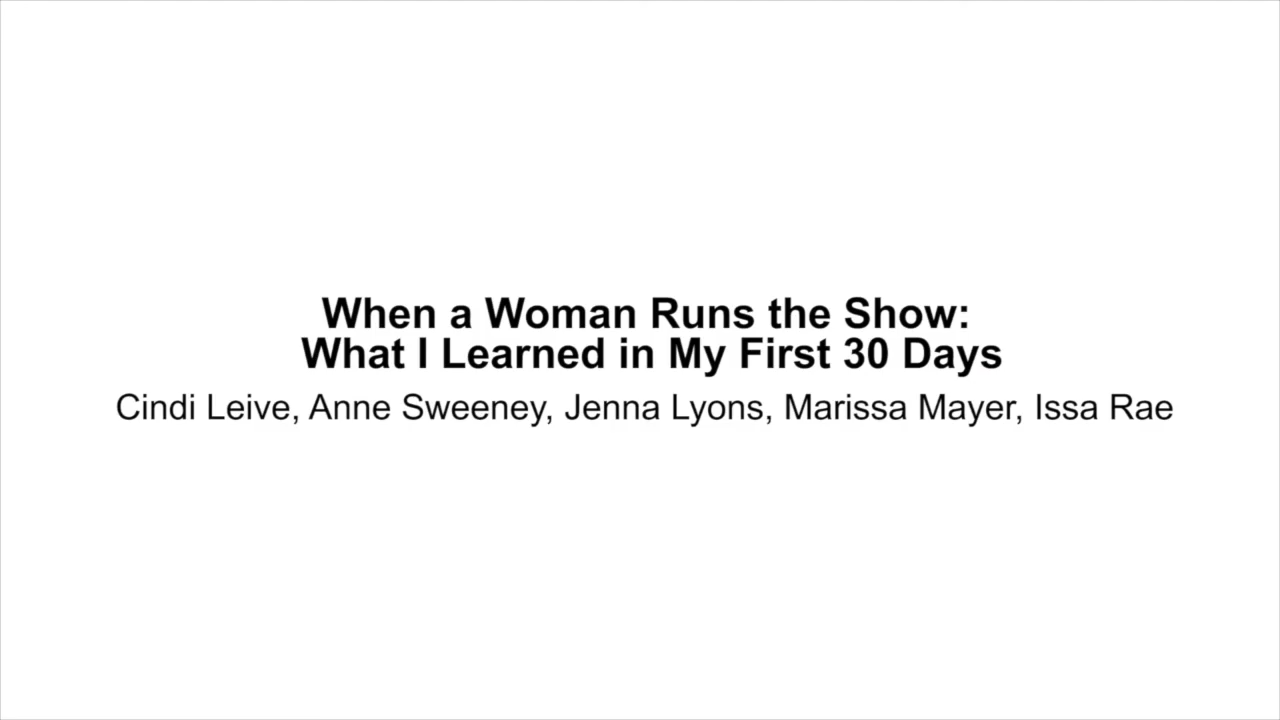 When a Woman Runs the Show:
What I Learned in My First 30 Days
Cindi Leive, Anne Sweeney, Jenna Lyons, Marissa Mayer, Issa Rae